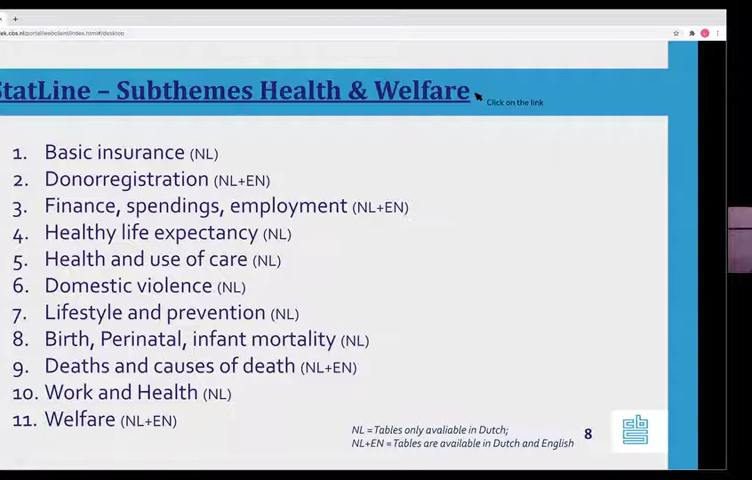 ek.cbs.nl/portal/webclient/index.html#/desktop
StatLine – Subthemes Health & Welfare
Click on the link
1. Basic insurance (NL)
2. Donorregistration (NL+EN)
3. Finance, spendings, employment (NL+EN)
4. Healthy life expectancy (NL)
5. Health and use of care (NL)
6. Domestic violence (NL)
7. Lifestyle and prevention (NL)
8. Birth, Perinatal, infant mortality (NL)
9. Deaths and causes of death (NL+EN)
10. Work and Health (NL)
11. Welfare (NL+EN)
NL = Tables only avaliable in Dutch;
NL+EN = Tables are available in Dutch and English
8
cbs